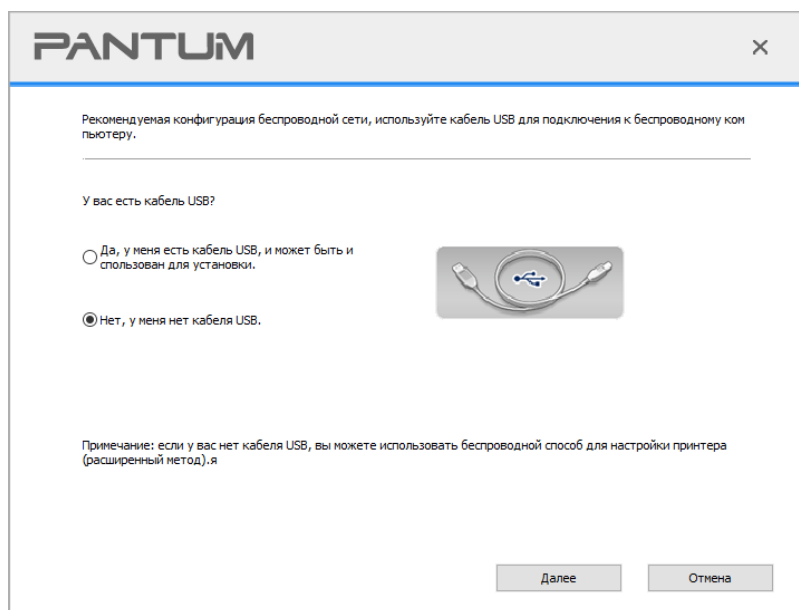 PANTUM
Рекомендуемая конфигурация беспроводной сети, используйте кабель USB для подключения к беспроводному ком
пьютеру.
У вас есть кабель USB?
Да, у меня есть кабель USB, и может быть и
спользован для установки.
Нет, у меня нет кабеля USB.
Примечание: если у вас нет кабеля USB, вы можете использовать беспроводной способ для настройки принтера
(расширенный метод).я
Далее
Отмена